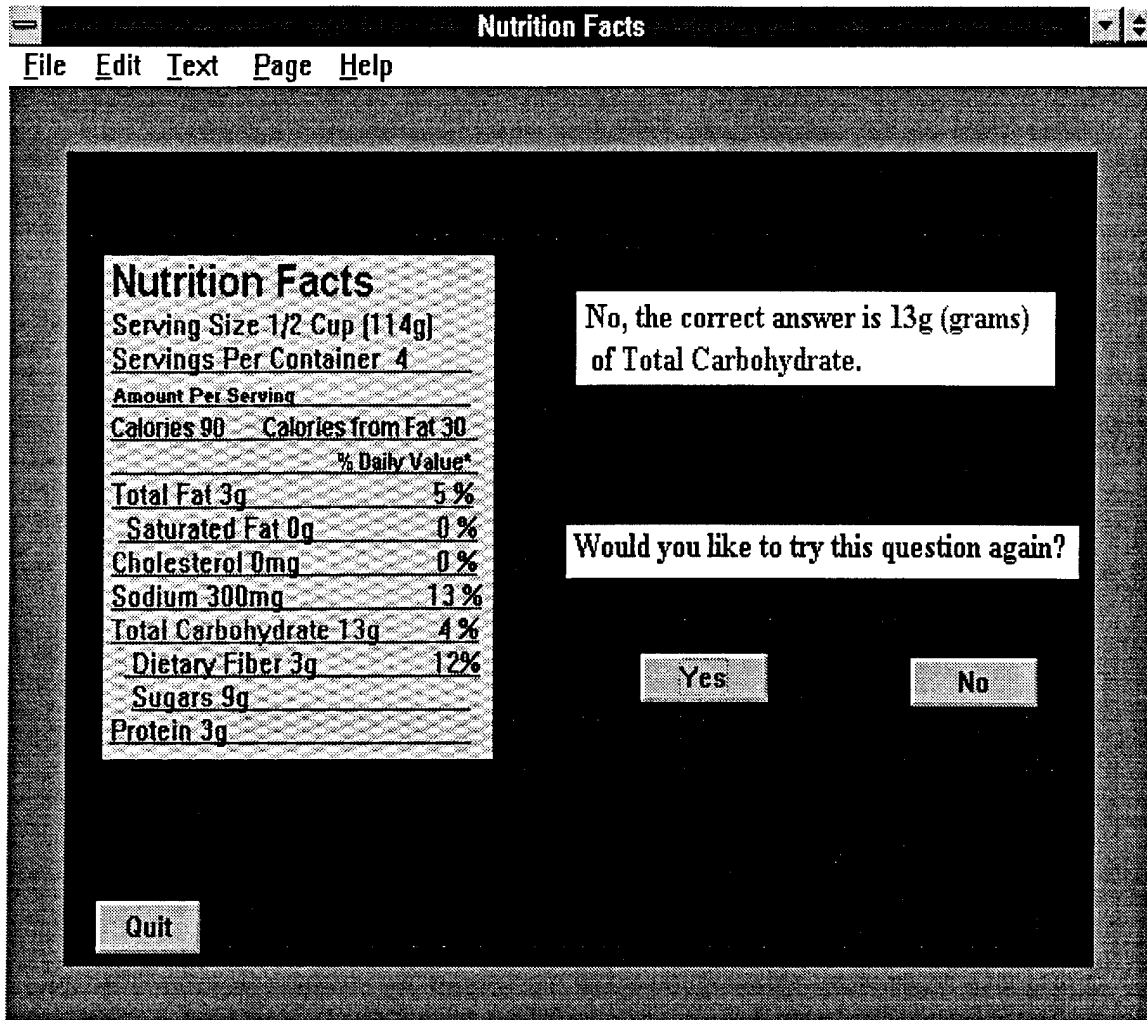 Nutrition Facts
File Edit Text Page Help
Nutrition Facts
Serving Size 1/2 Cup (114g)
Servings Per Container 4
Amount Per Serving
Calories 90 Calories from Fat 30
% Daily Value*
Total Fat 3g 5%
Saturated Fat 0g 0%
Cholesterol 0mg 0%
Sodium 300mg 13%
Total Carbohydrate 13g 4%
Dietary Fiber 3g 12%
Sugars 9g
Protein 3g
No, the correct answer is 13g (grams)
of Total Carbohydrate.
Would you like to try this question again?
Yes No
Quit